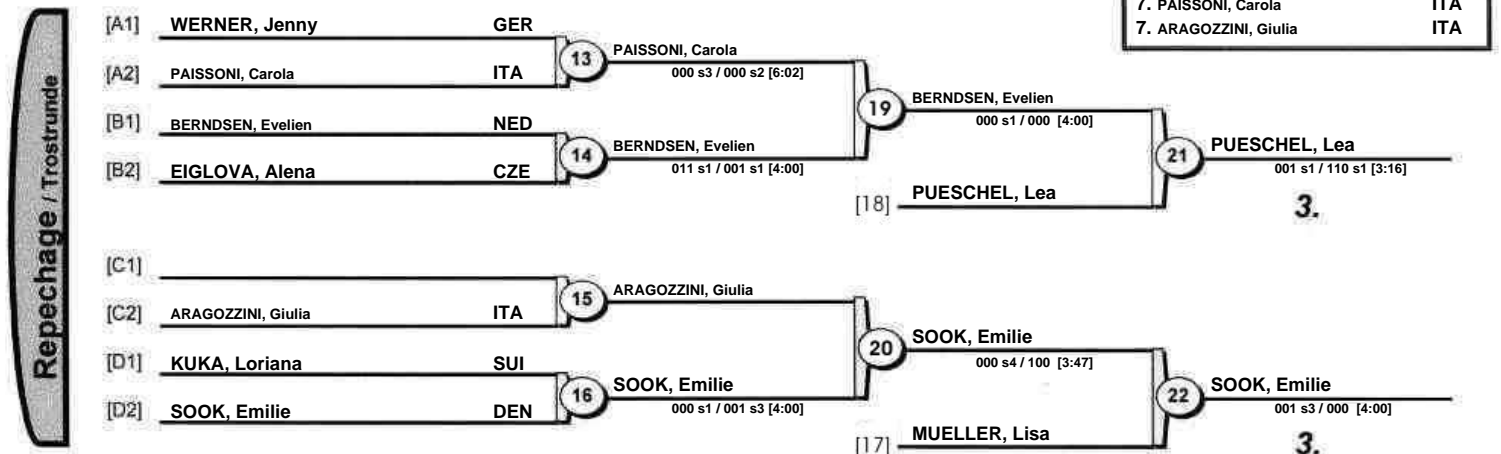 7. PAISSONI, Carola ITA
7. ARAGOZZINI, Giulia ITA
Repechage / Trostrunde
[A1] WERNER, Jenny GER
[A2] PAISSONI, Carola ITA
13 PAISSONI, Carola
000 s3 / 000 s2 [6:02]
[B1] BERNDSEN, Evelien NED
[B2] EIGLOVA, Alena CZE
14 BERNDSEN, Evelien
011 s1 / 001 s1 [4:00]
19 BERNDSEN, Evelien
000 s1 / 000 [4:00]
[18] PUESCHEL, Lea
21 PUESCHEL, Lea
001 s1 / 110 s1 [3:16]
3.
[C1]
[C2] ARAGOZZINI, Giulia ITA
15 ARAGOZZINI, Giulia
[D1] KUKA, Loriana SUI
[D2] SOOK, Emilie DEN
16 SOOK, Emilie
000 s1 / 001 s3 [4:00]
20 SOOK, Emilie
000 s4 / 100 [3:47]
[17] MUELLER, Lisa
22 SOOK, Emilie
001 s3 / 000 [4:00]
3.